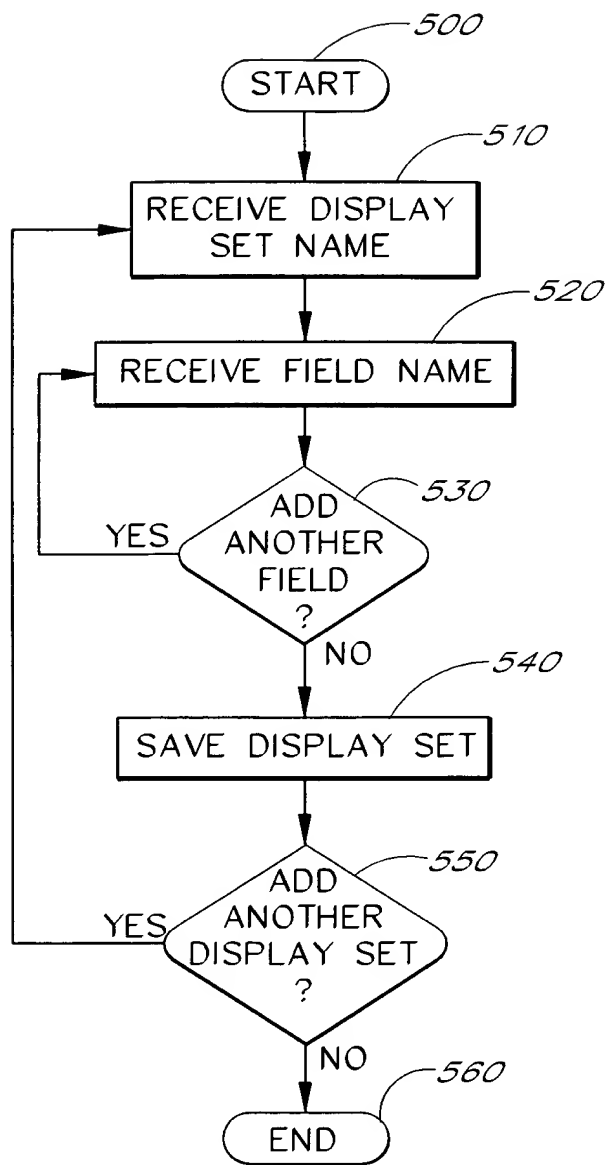 500
START
510
RECEIVE DISPLAY
SET NAME
520
RECEIVE FIELD NAME
530
ADD
ANOTHER
FIELD
?
YES
NO
540
SAVE DISPLAY SET
550
ADD
ANOTHER
DISPLAY SET
?
YES
NO
560
END